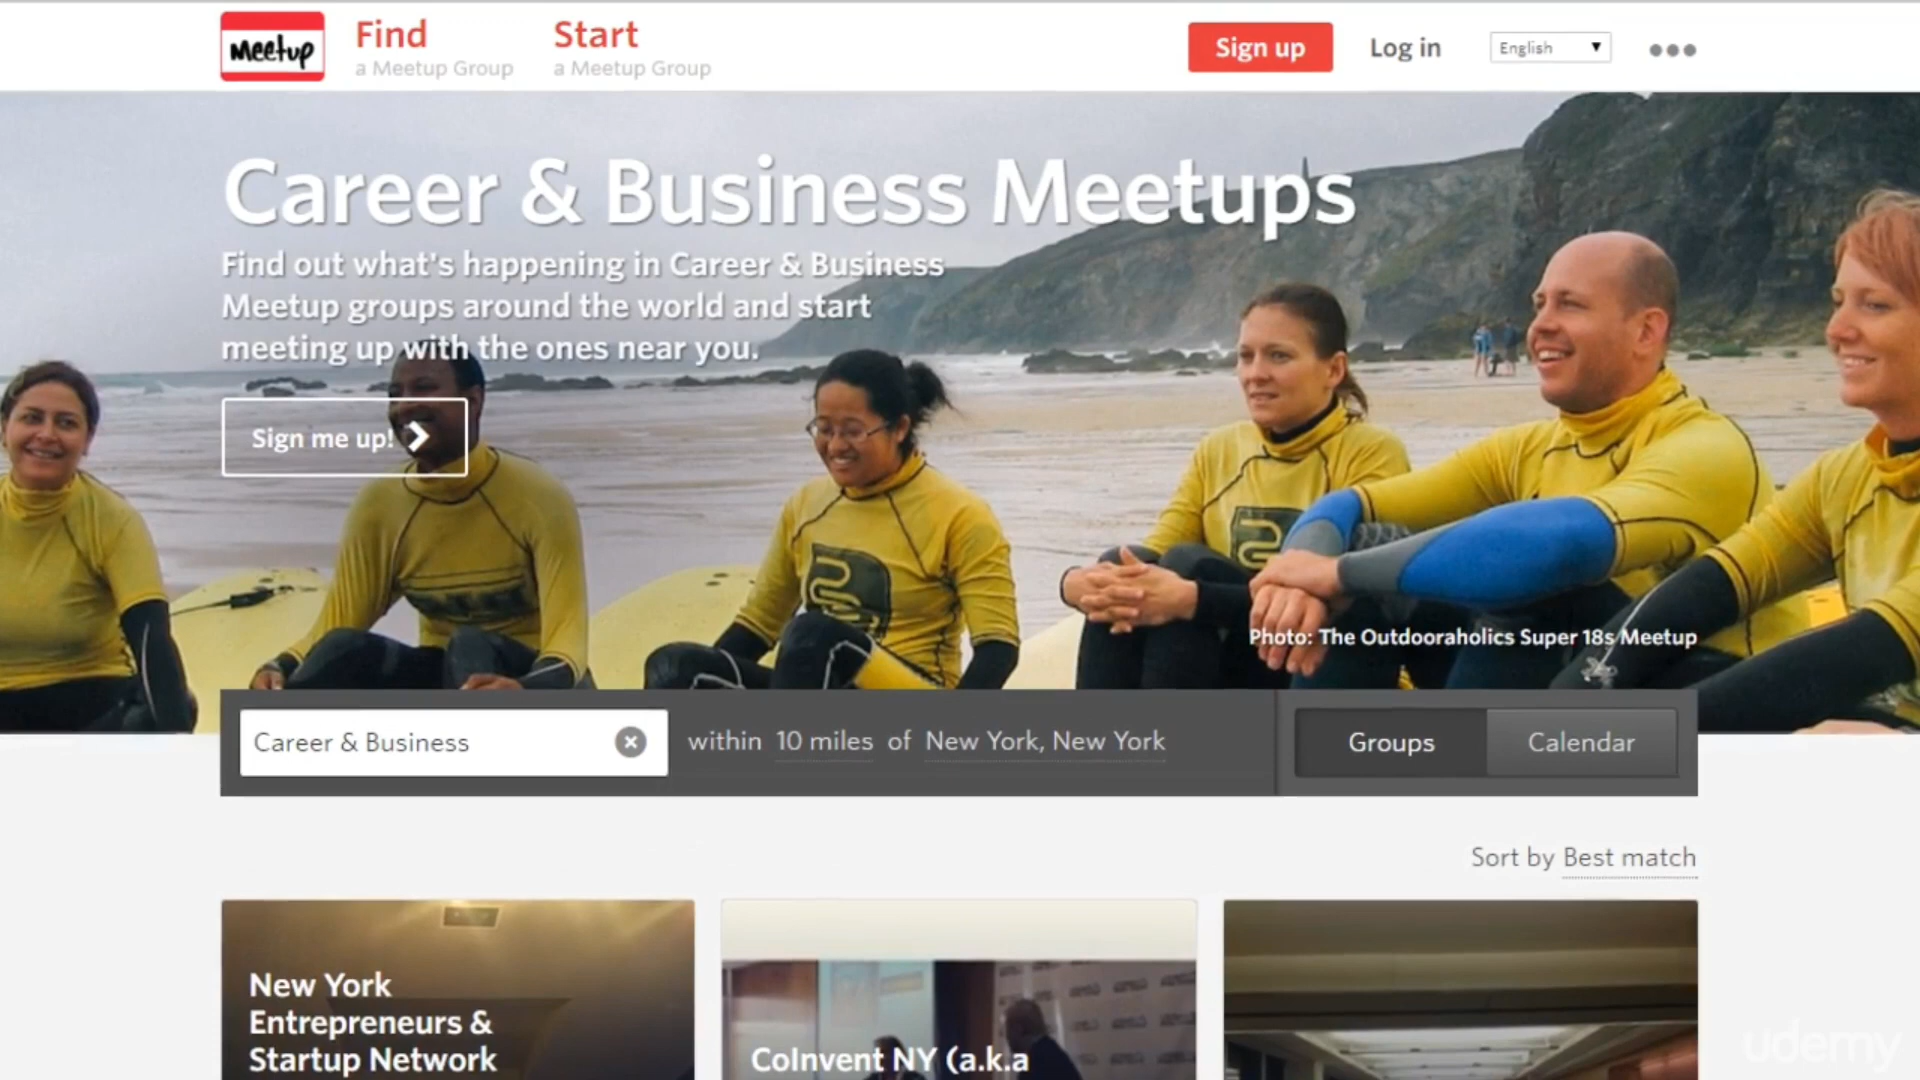 Meetup
Find
a Meetup Group
Start
a Meetup Group
Sign up
Log in
English
Career & Business Meetups
Find out what's happening in Career & Business
Meetup groups around the world and start
meeting up with the ones near you.
Sign me up!
Photo: The Outdooraholics Super 18s Meetup
Career & Business
within 10 miles of New York, New York
Groups
Calendar
Sort by Best match
New York
Entrepreneurs &
Startup Network
CoInvent NY (a.k.a
udemy